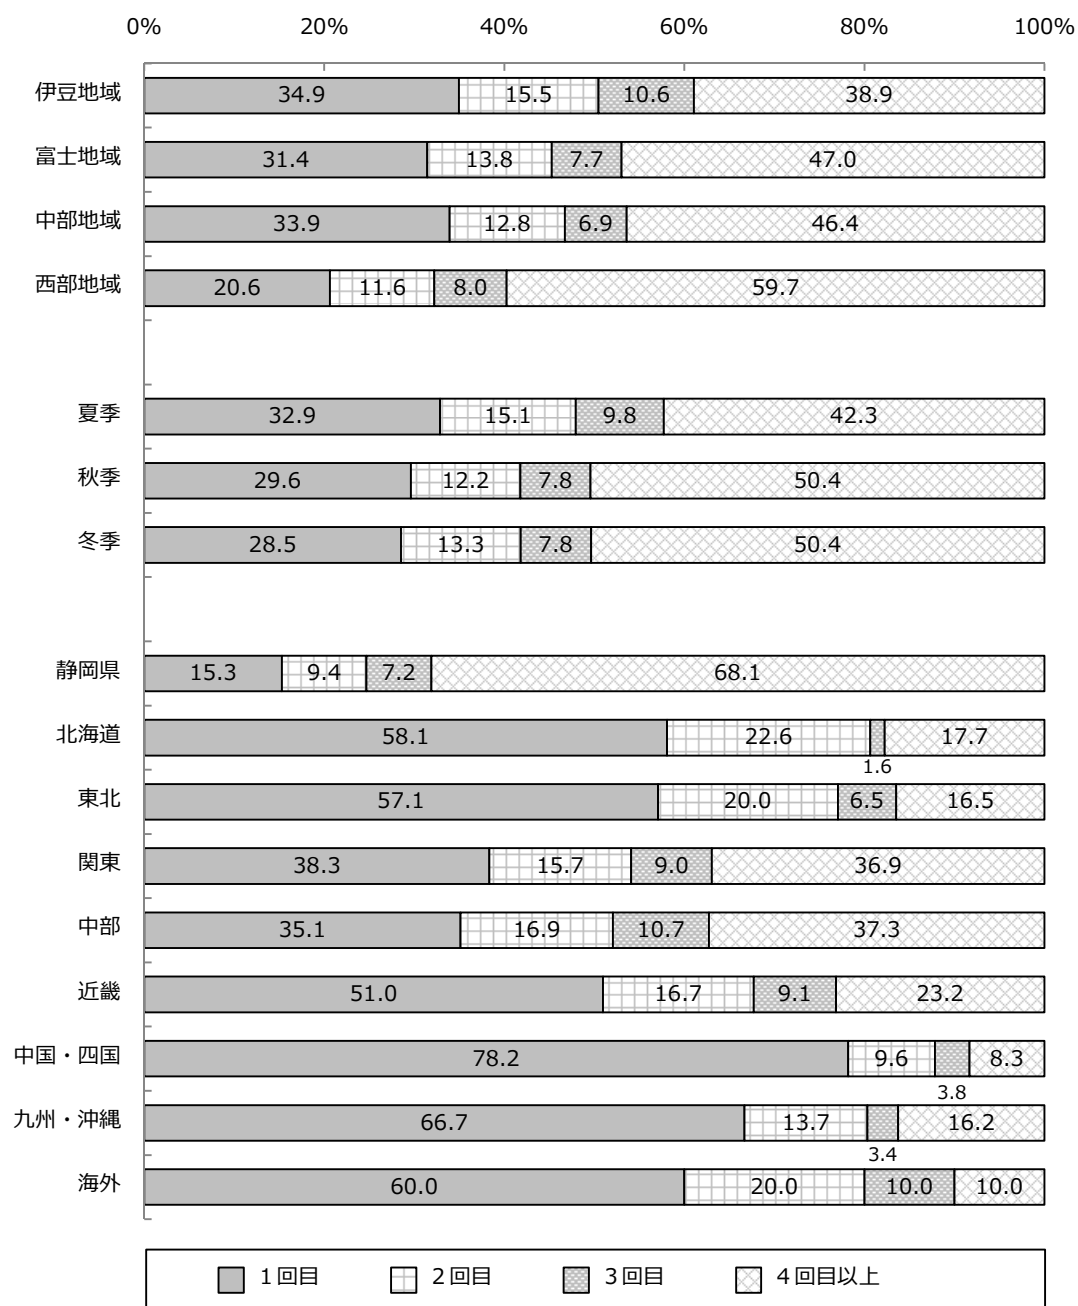 0% 20% 40% 60% 80% 100%
伊豆地域 34.9 15.5 10.6 38.9
富士地域 31.4 13.8 7.7 47.0
中部地域 33.9 12.8 6.9 46.4
西部地域 20.6 11.6 8.0 59.7
夏季 32.9 15.1 9.8 42.3
秋季 29.6 12.2 7.8 50.4
冬季 28.5 13.3 7.8 50.4
静岡県 15.3 9.4 7.2 68.1
北海道 58.1 22.6 17.7
1.6
東北 57.1 20.0 6.5 16.5
関東 38.3 15.7 9.0 36.9
中部 35.1 16.9 10.7 37.3
近畿 51.0 16.7 9.1 23.2
中国・四国 78.2 9.6 8.3
3.8
九州・沖縄 66.7 13.7 16.2
3.4
海外 60.0 20.0 10.0 10.0
1回目 2回目 3回目 4回目以上